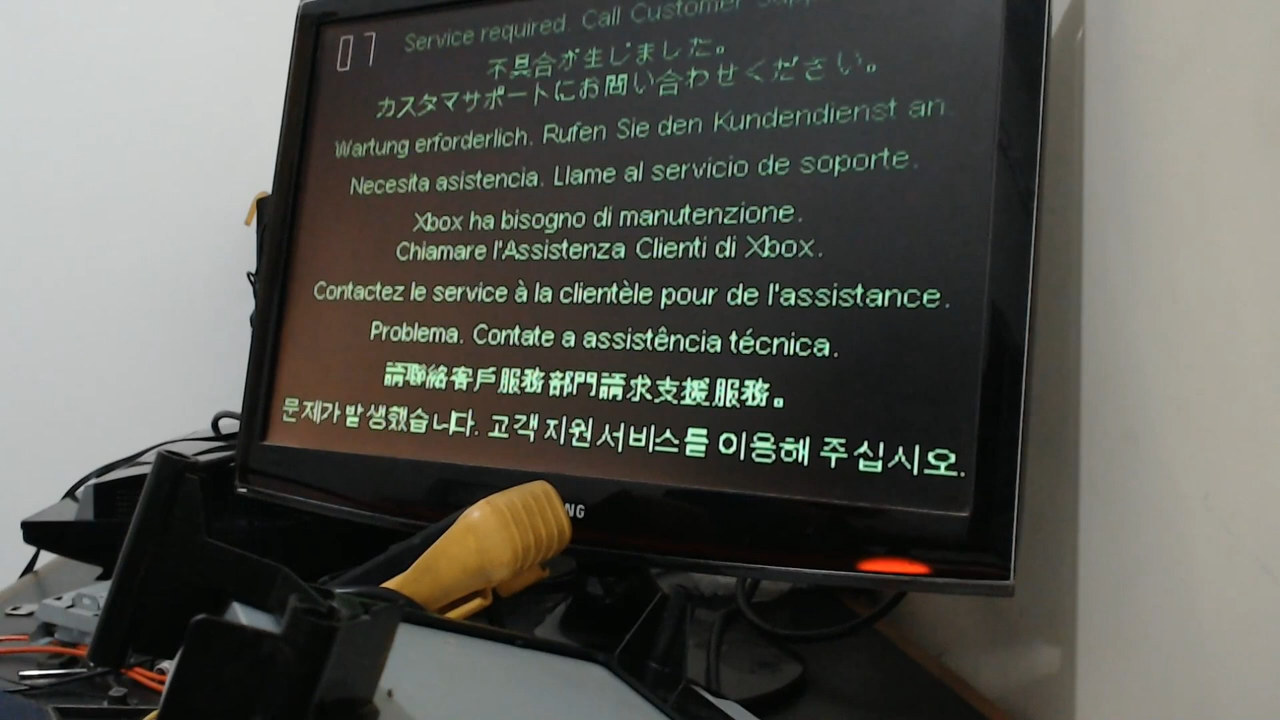 07
Service required. Call Customer
不具合が生じました。
カスタマサポートにお問い合わせください。
Wartung erforderlich. Rufen Sie den Kundendienst an.
Necesita asistencia. Llame al servicio de soporte.
Xbox ha bisogno di manutenzione.
Chiamare l'Assistenza Clienti di Xbox.
Contactez le service à la clientèle pour de l'assistance.
Problema. Contate a assistência técnica.
請聯絡客戶服務部門請求支援服務。
문제가 발생했습니다. 고객 지원 서비스를 이용해 주십시오.